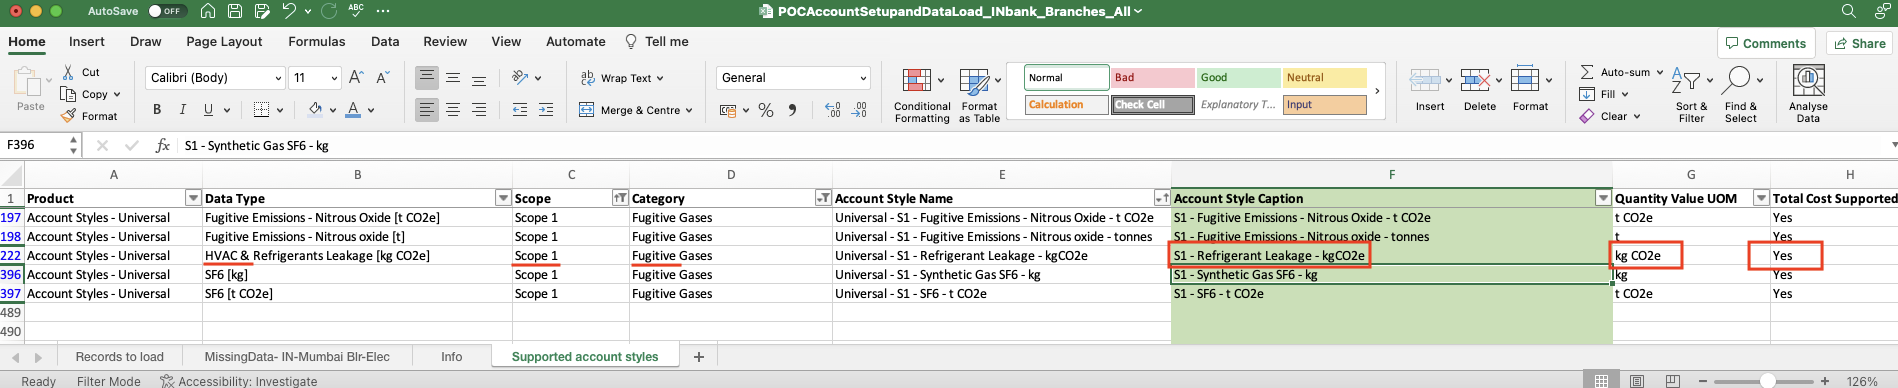 AutoSave OFF ABC ... POCAccountSetupandDataLoad_INbank_Branches_All
Home Insert Draw Page Layout Formulas Data Review View Automate Tell me Comments Share
Paste Cut Copy Format
Calibri (Body) 11 A A
B I U A
ab Wrap Text
Merge & Centre
General
%
Conditional Formatting
Format as Table
Normal Bad Good Neutral
Calculation Check Cell Explanatory T... Input
Insert Delete Format
Auto-sum
Fill
Clear
Sort & Filter
Find & Select
Analyse Data
F396 fx S1 - Synthetic Gas SF6 - kg
A B C D E F G H
1 Product Data Type Scope Category Account Style Name Account Style Caption Quantity Value UOM Total Cost Supported
197 Account Styles - Universal Fugitive Emissions - Nitrous Oxide [t CO2e] Scope 1 Fugitive Gases Universal - S1 - Fugitive Emissions - Nitrous Oxide - t CO2e S1 - Fugitive Emissions - Nitrous Oxide - t CO2e t CO2e Yes
198 Account Styles - Universal Fugitive Emissions - Nitrous oxide [t] Scope 1 Fugitive Gases Universal - S1 - Fugitive Emissions - Nitrous oxide - tonnes S1 - Fugitive Emissions - Nitrous oxide - tonnes t Yes
222 Account Styles - Universal HVAC & Refrigerants Leakage [kg CO2e] Scope 1 Fugitive Gases Universal - S1 - Refrigerant Leakage - kgCO2e S1 - Refrigerant Leakage - kgCO2e kg CO2e Yes
396 Account Styles - Universal SF6 [kg] Scope 1 Fugitive Gases Universal - S1 - Synthetic Gas SF6 - kg S1 - Synthetic Gas SF6 - kg kg Yes
397 Account Styles - Universal SF6 [t CO2e] Scope 1 Fugitive Gases Universal - S1 - SF6 - t CO2e S1 - SF6 - t CO2e t CO2e Yes
489
490
Records to load MissingData- IN-Mumbai Blr-Elec Info Supported account styles +
Ready Filter Mode Accessibility: Investigate 126%